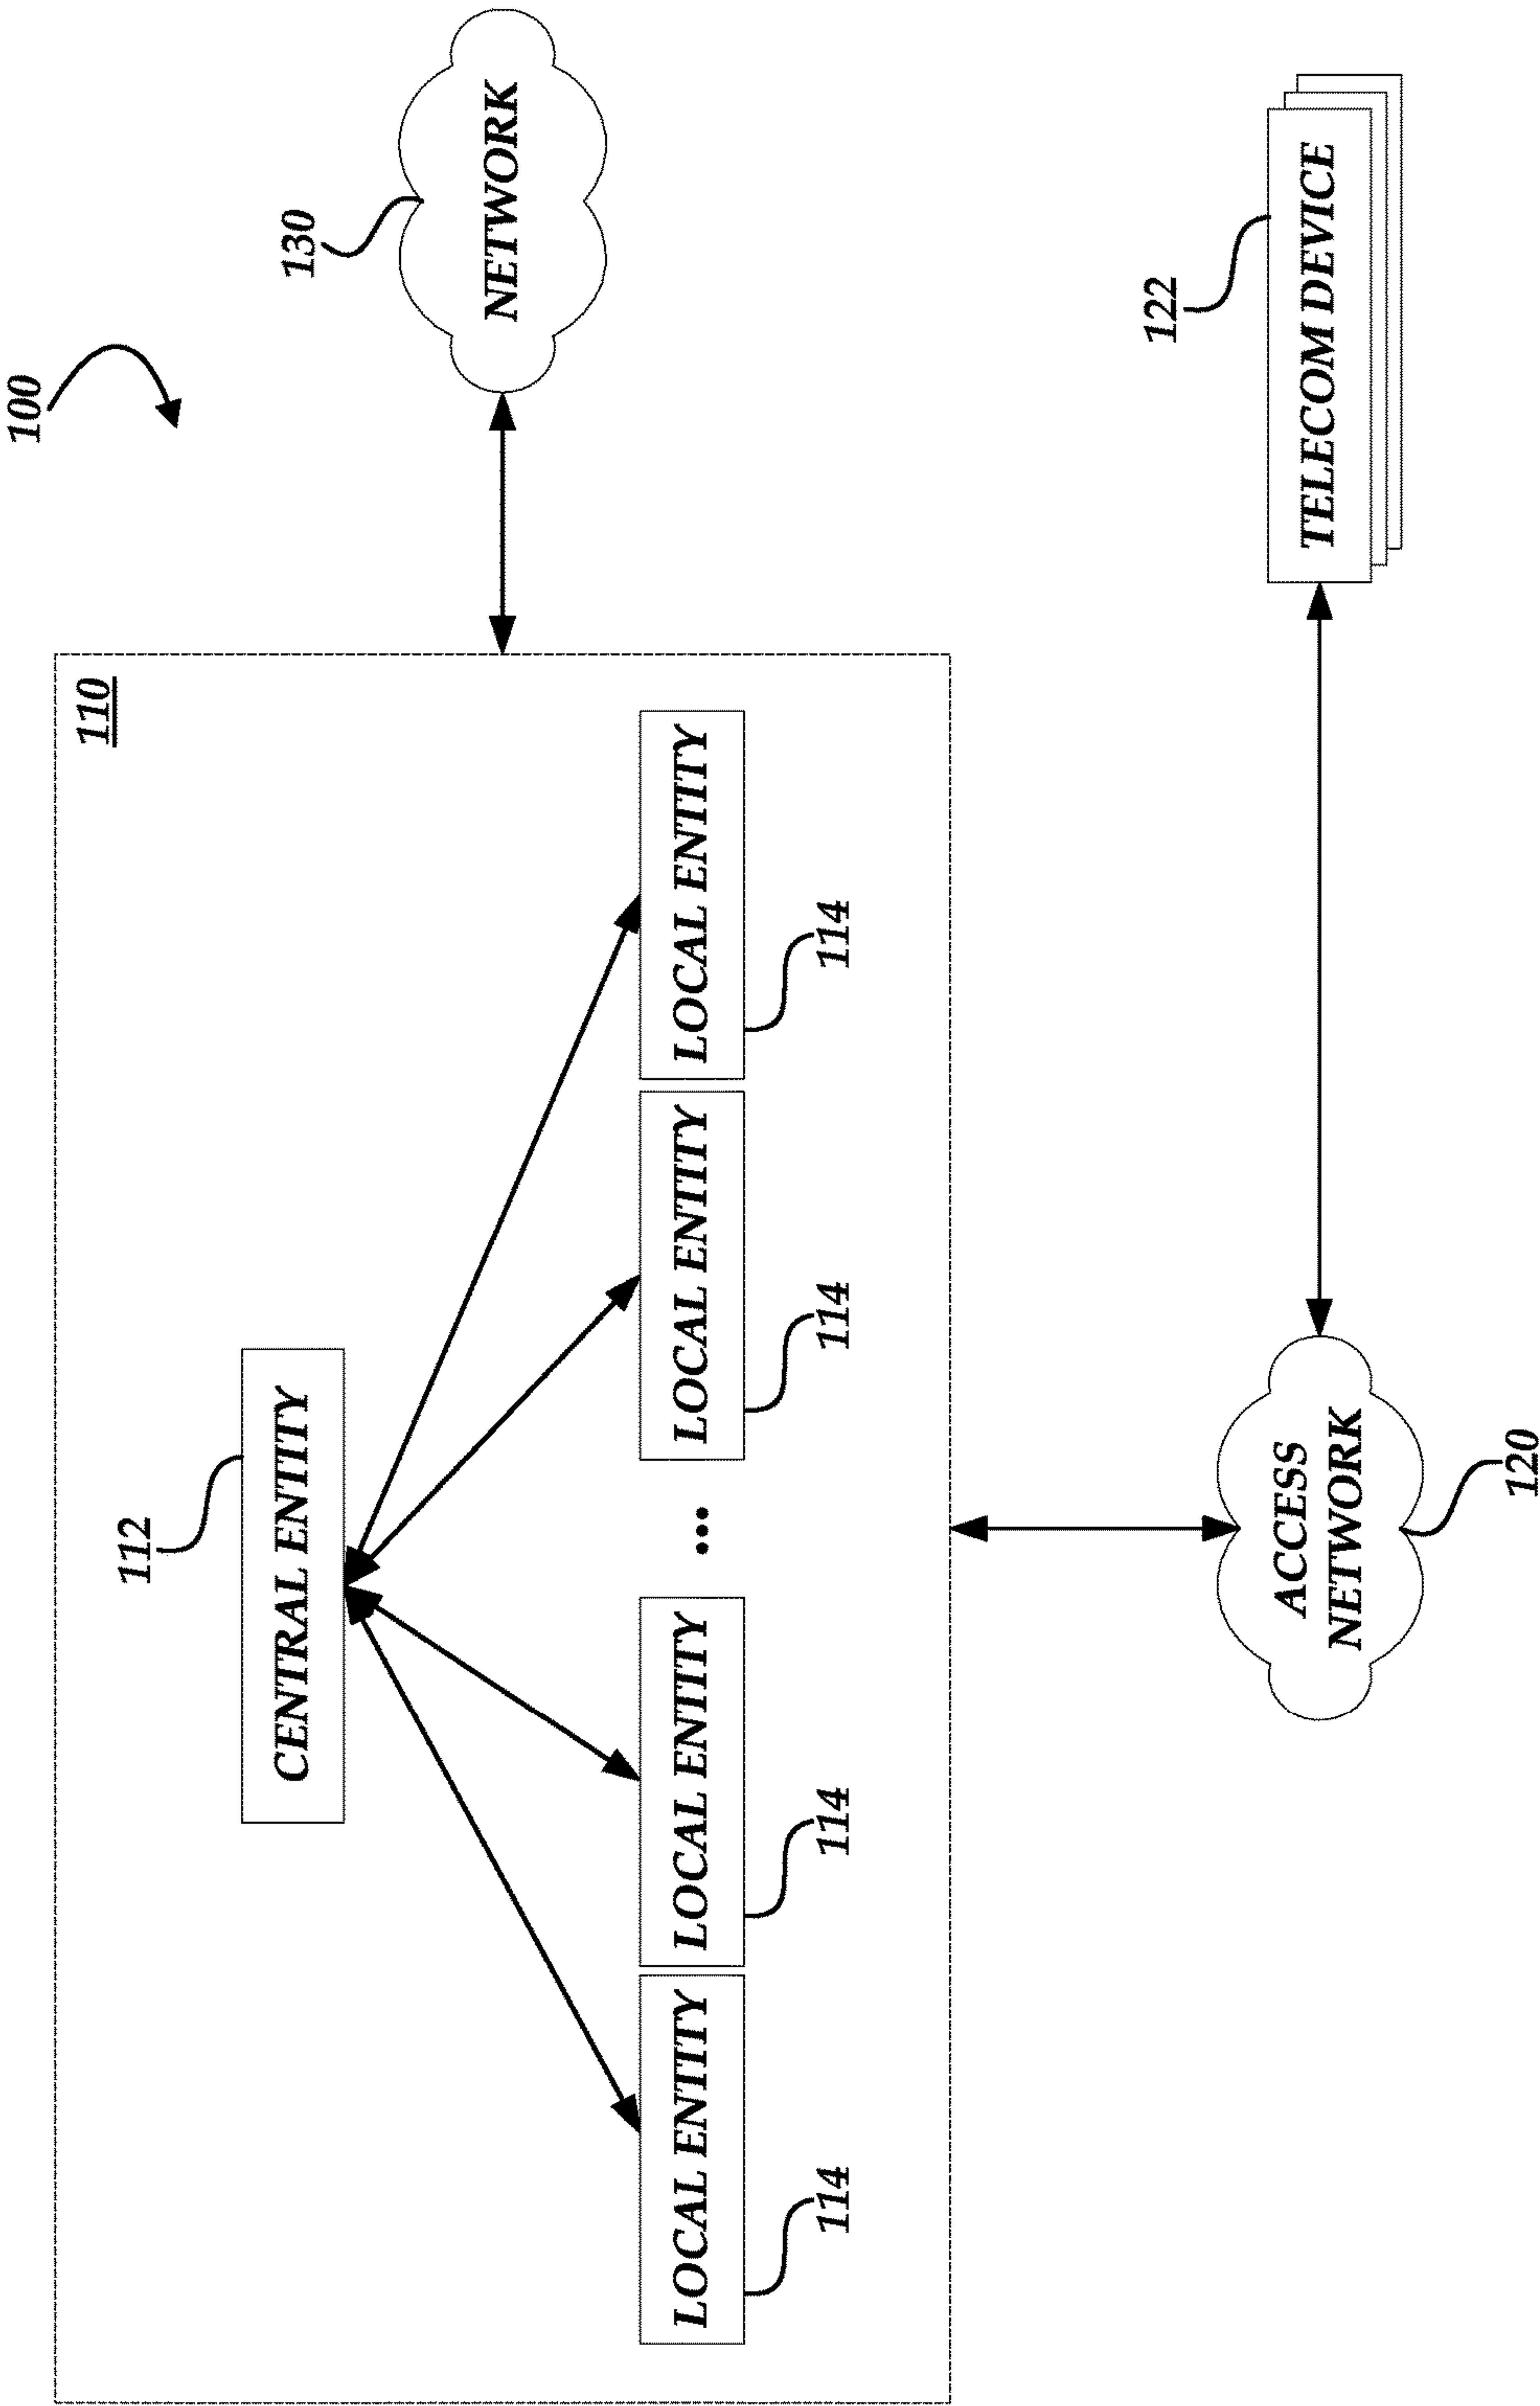 100
110
112
CENTRAL ENTITY
130
NETWORK
LOCAL ENTITY
LOCAL ENTITY
...
LOCAL ENTITY
LOCAL ENTITY
114
114
114
114
122
ACCESS
NETWORK
TELECOM DEVICE
120